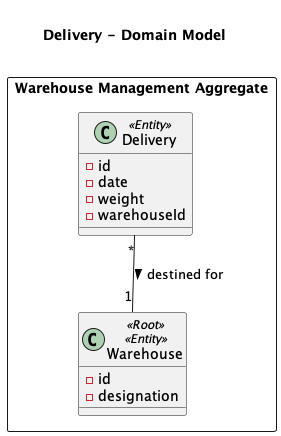 Delivery - Domain Model
Warehouse Management Aggregate
«Entity»
C Delivery
id
date
weight
warehouseId
*
destined for
1
«Root»
«Entity»
C Warehouse
id
designation